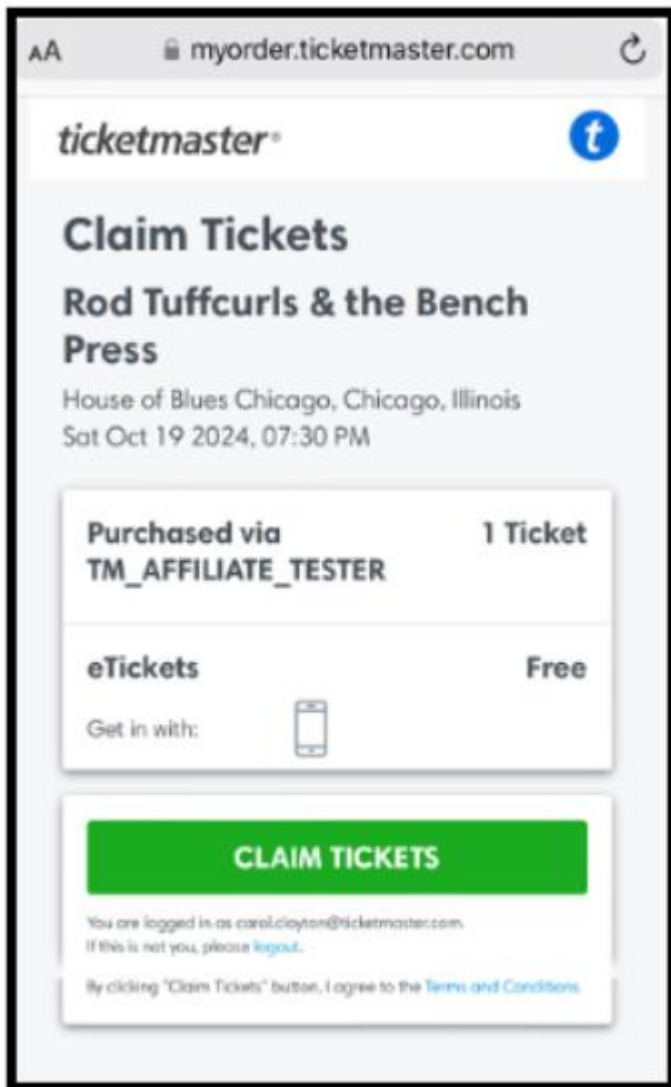 AA myorder.ticketmaster.com
ticketmaster®
t
Claim Tickets
Rod Tuffcurls & the Bench
Press
House of Blues Chicago, Chicago, Illinois
Sat Oct 19 2024, 07:30 PM
Purchased via 1 Ticket
TM_AFFILIATE_TESTER
eTickets Free
Get in with:
CLAIM TICKETS
You are logged in as carol.clayton@ticketmaster.com.
If this is not you, please logout.
By clicking "Claim Tickets" button, I agree to the Terms and Conditions